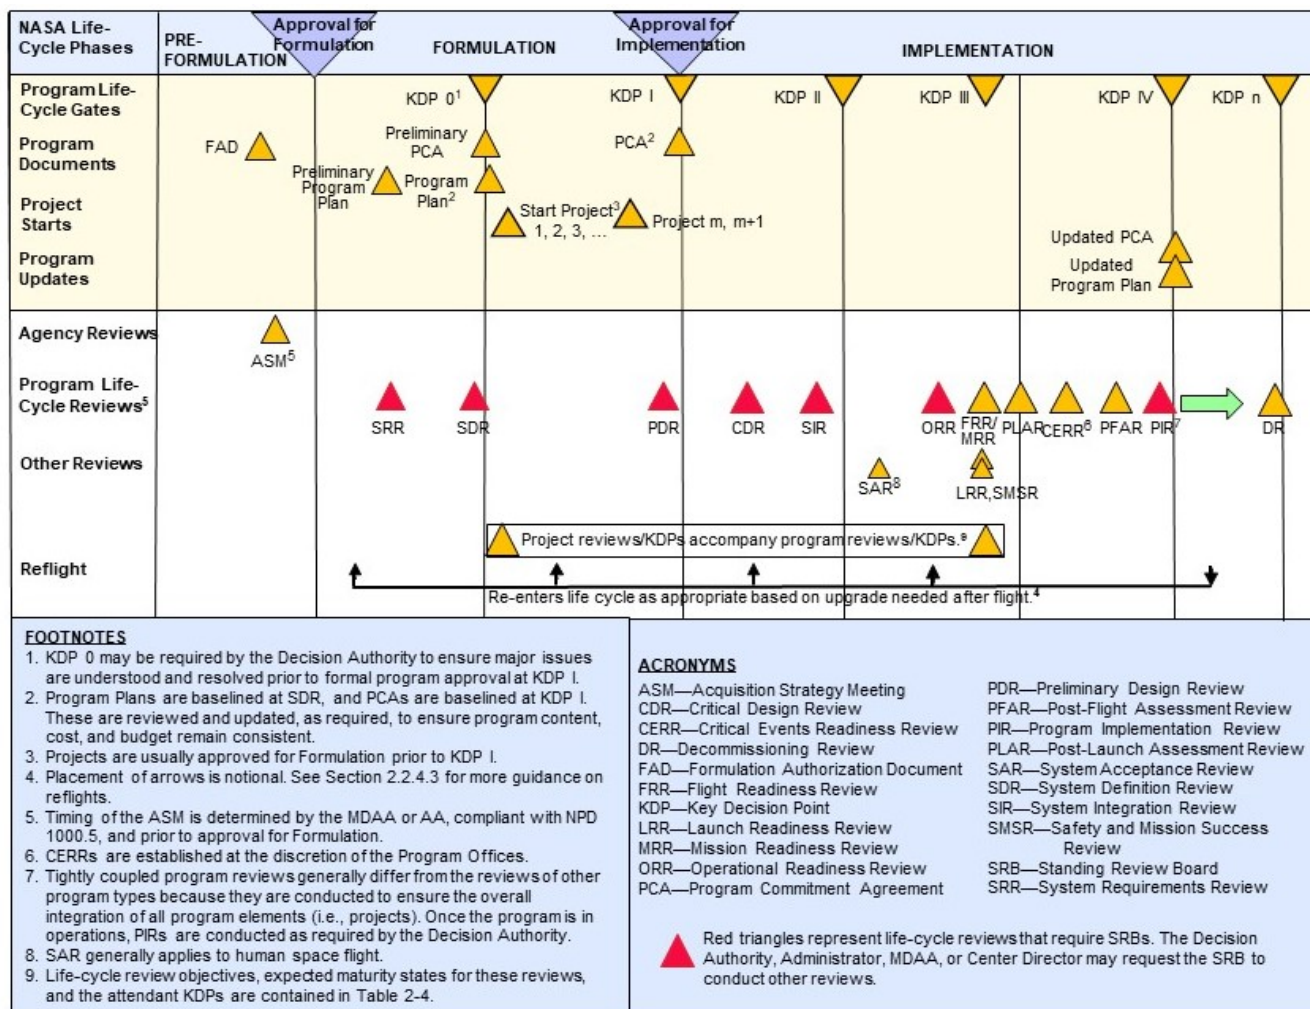 NASA Life-
Cycle Phases
PRE-
FORMULATION
Approval for
Formulation
FORMULATION
Approval for
Implementation
IMPLEMENTATION
Program Life-
Cycle Gates
KDP 0¹
KDP I
KDP II
KDP III
KDP IV
KDP n
Program
Documents
FAD
Preliminary
Program
Plan
Preliminary
PCA
Program
Plan²
PCA²
Project
Starts
Start Project³
1, 2, 3, ...
Project m, m+1
Program
Updates
Updated PCA
Updated
Program Plan
Agency Reviews
ASM⁵
Program Life-
Cycle Reviews⁵
SRR
SDR
PDR
CDR
SIR
ORR
FRR/
MRR
PLAR
CERR⁶
PFAR
PIR⁷
DR
Other Reviews
SAR⁸
LRR,SMSR
Project reviews/KDPs accompany program reviews/KDPs.⁹
Reflight
Re-enters life cycle as appropriate based on upgrade needed after flight.⁴
FOOTNOTES
1. KDP 0 may be required by the Decision Authority to ensure major issues
are understood and resolved prior to formal program approval at KDP I.
2. Program Plans are baselined at SDR, and PCAs are baselined at KDP I.
These are reviewed and updated, as required, to ensure program content,
cost, and budget remain consistent.
3. Projects are usually approved for Formulation prior to KDP I.
4. Placement of arrows is notional. See Section 2.2.4.3 for more guidance on
reflights.
5. Timing of the ASM is determined by the MDAA or AA, compliant with NPD
1000.5, and prior to approval for Formulation.
6. CERRs are established at the discretion of the Program Offices.
7. Tightly coupled program reviews generally differ from the reviews of other
program types because they are conducted to ensure the overall
integration of all program elements (i.e., projects). Once the program is in
operations, PIRs are conducted as required by the Decision Authority.
8. SAR generally applies to human space flight.
9. Life-cycle review objectives, expected maturity states for these reviews,
and the attendant KDPs are contained in Table 2-4.
ACRONYMS
ASM—Acquisition Strategy Meeting
CDR—Critical Design Review
CERR—Critical Events Readiness Review
DR—Decommissioning Review
FAD—Formulation Authorization Document
FRR—Flight Readiness Review
KDP—Key Decision Point
LRR—Launch Readiness Review
MRR—Mission Readiness Review
ORR—Operational Readiness Review
PCA—Program Commitment Agreement
PDR—Preliminary Design Review
PFAR—Post-Flight Assessment Review
PIR—Program Implementation Review
PLAR—Post-Launch Assessment Review
SAR—System Acceptance Review
SDR—System Definition Review
SIR—System Integration Review
SMSR—Safety and Mission Success
Review
SRB—Standing Review Board
SRR—System Requirements Review
Red triangles represent life-cycle reviews that require SRBs. The Decision
Authority, Administrator, MDAA, or Center Director may request the SRB to
conduct other reviews.